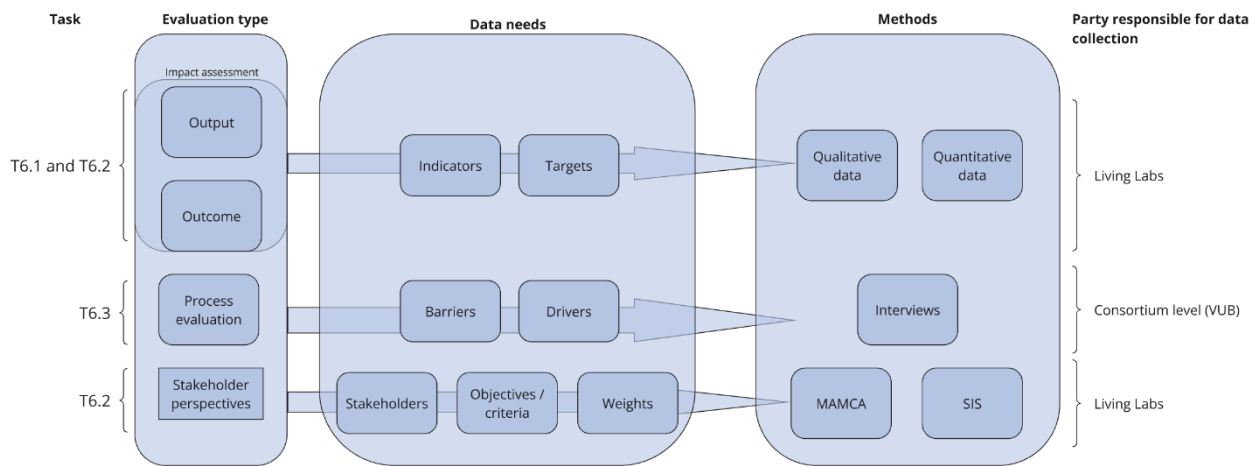 Task
Evaluation type
Data needs
Methods
Party responsible for data
collection
Impact assessment
Output
Outcome
T6.1 and T6.2
Indicators
Targets
Qualitative
data
Quantitative
data
Living Labs
T6.3
Process
evaluation
Barriers
Drivers
Interviews
Consortium level (VUB)
T6.2
Stakeholder
perspectives
Stakeholders
Objectives /
criteria
Weights
MAMCA
SIS
Living Labs